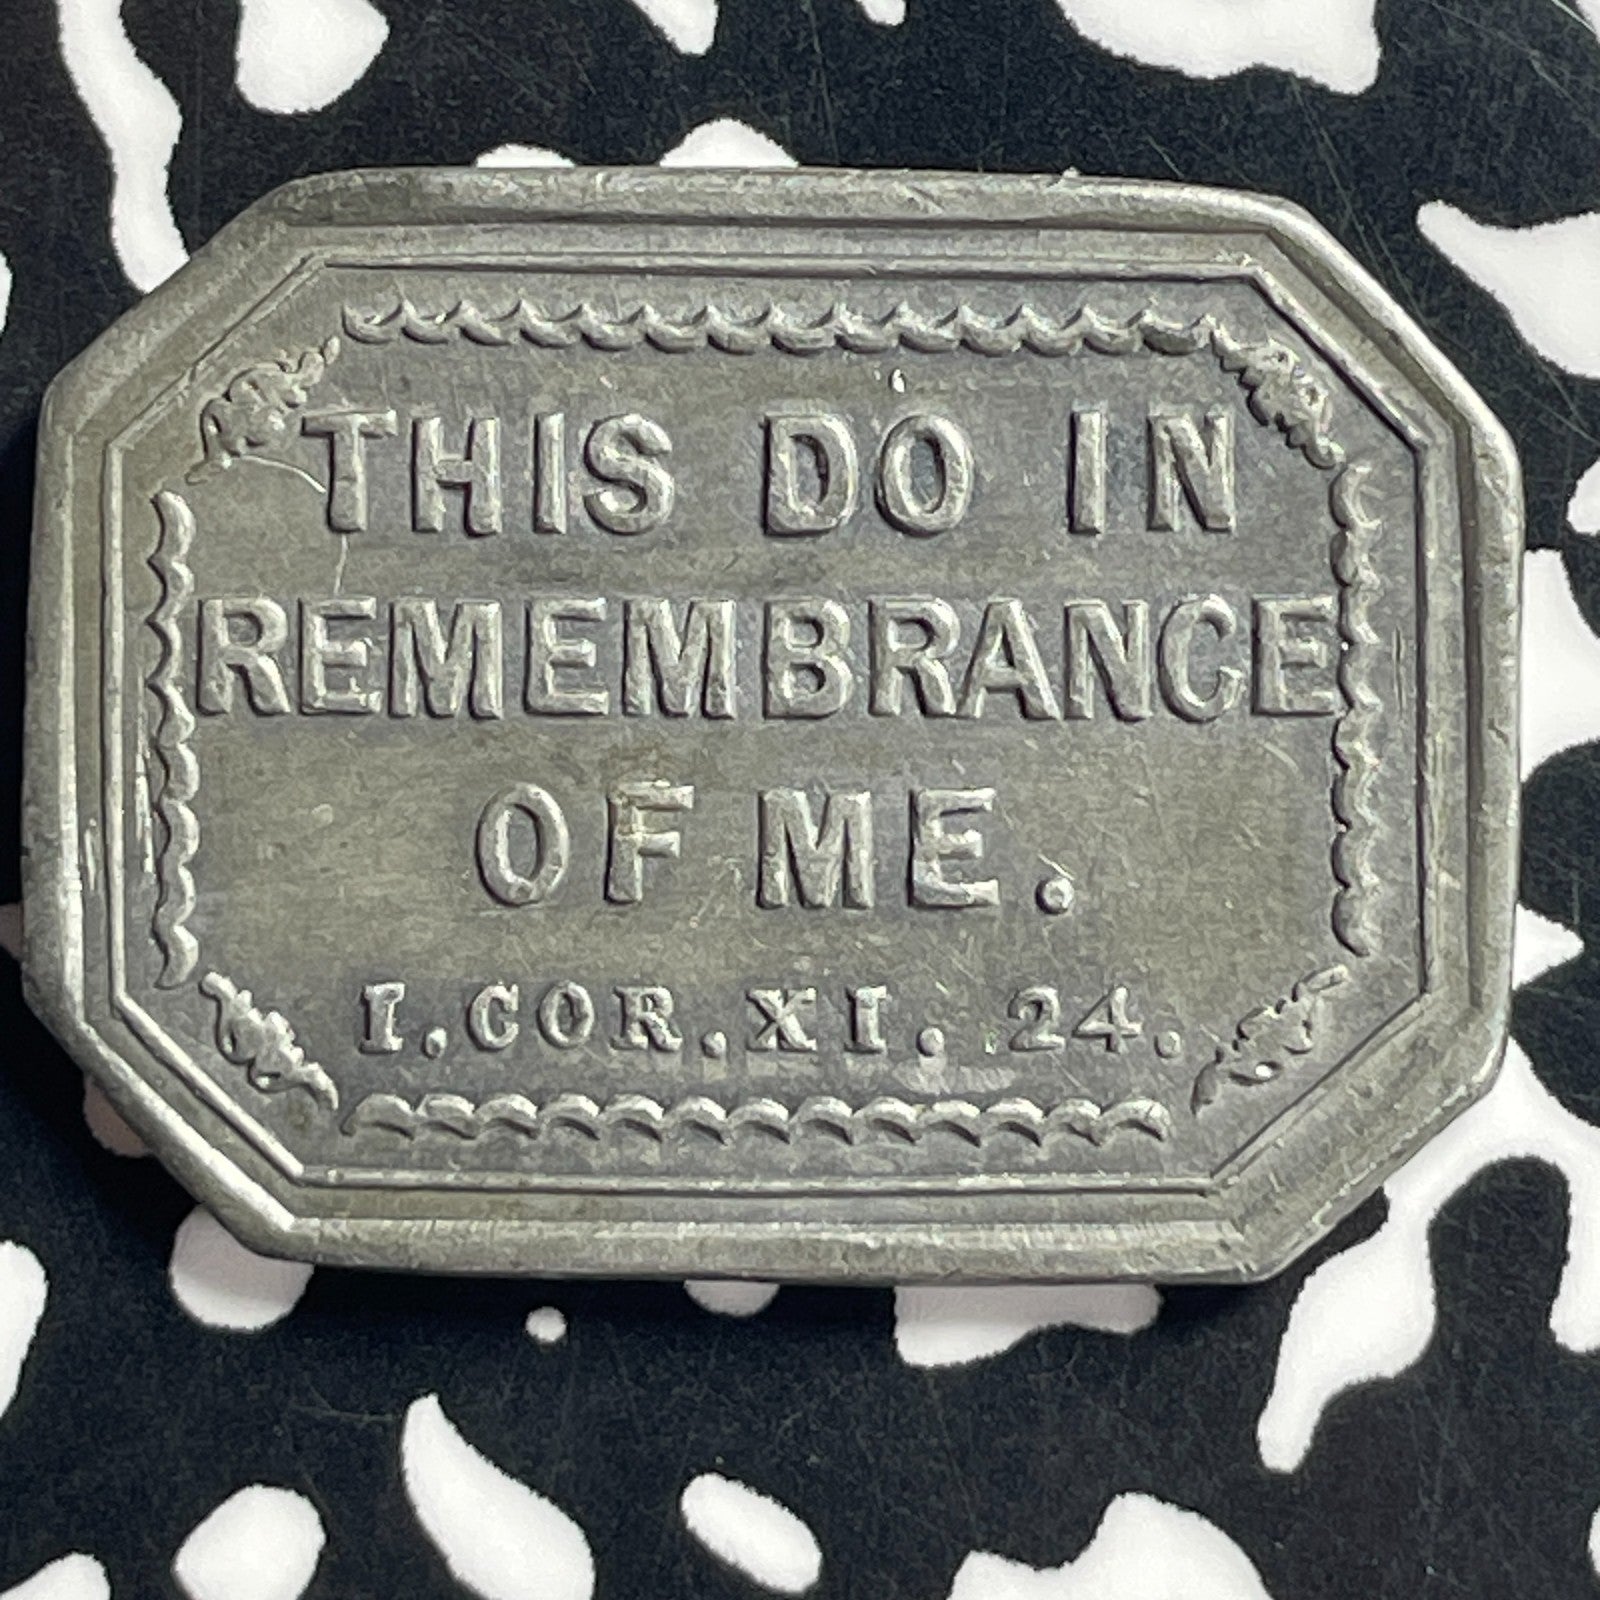 THIS DO IN
REMEMBRANCE
OF ME.
I.COR.XI. 24.